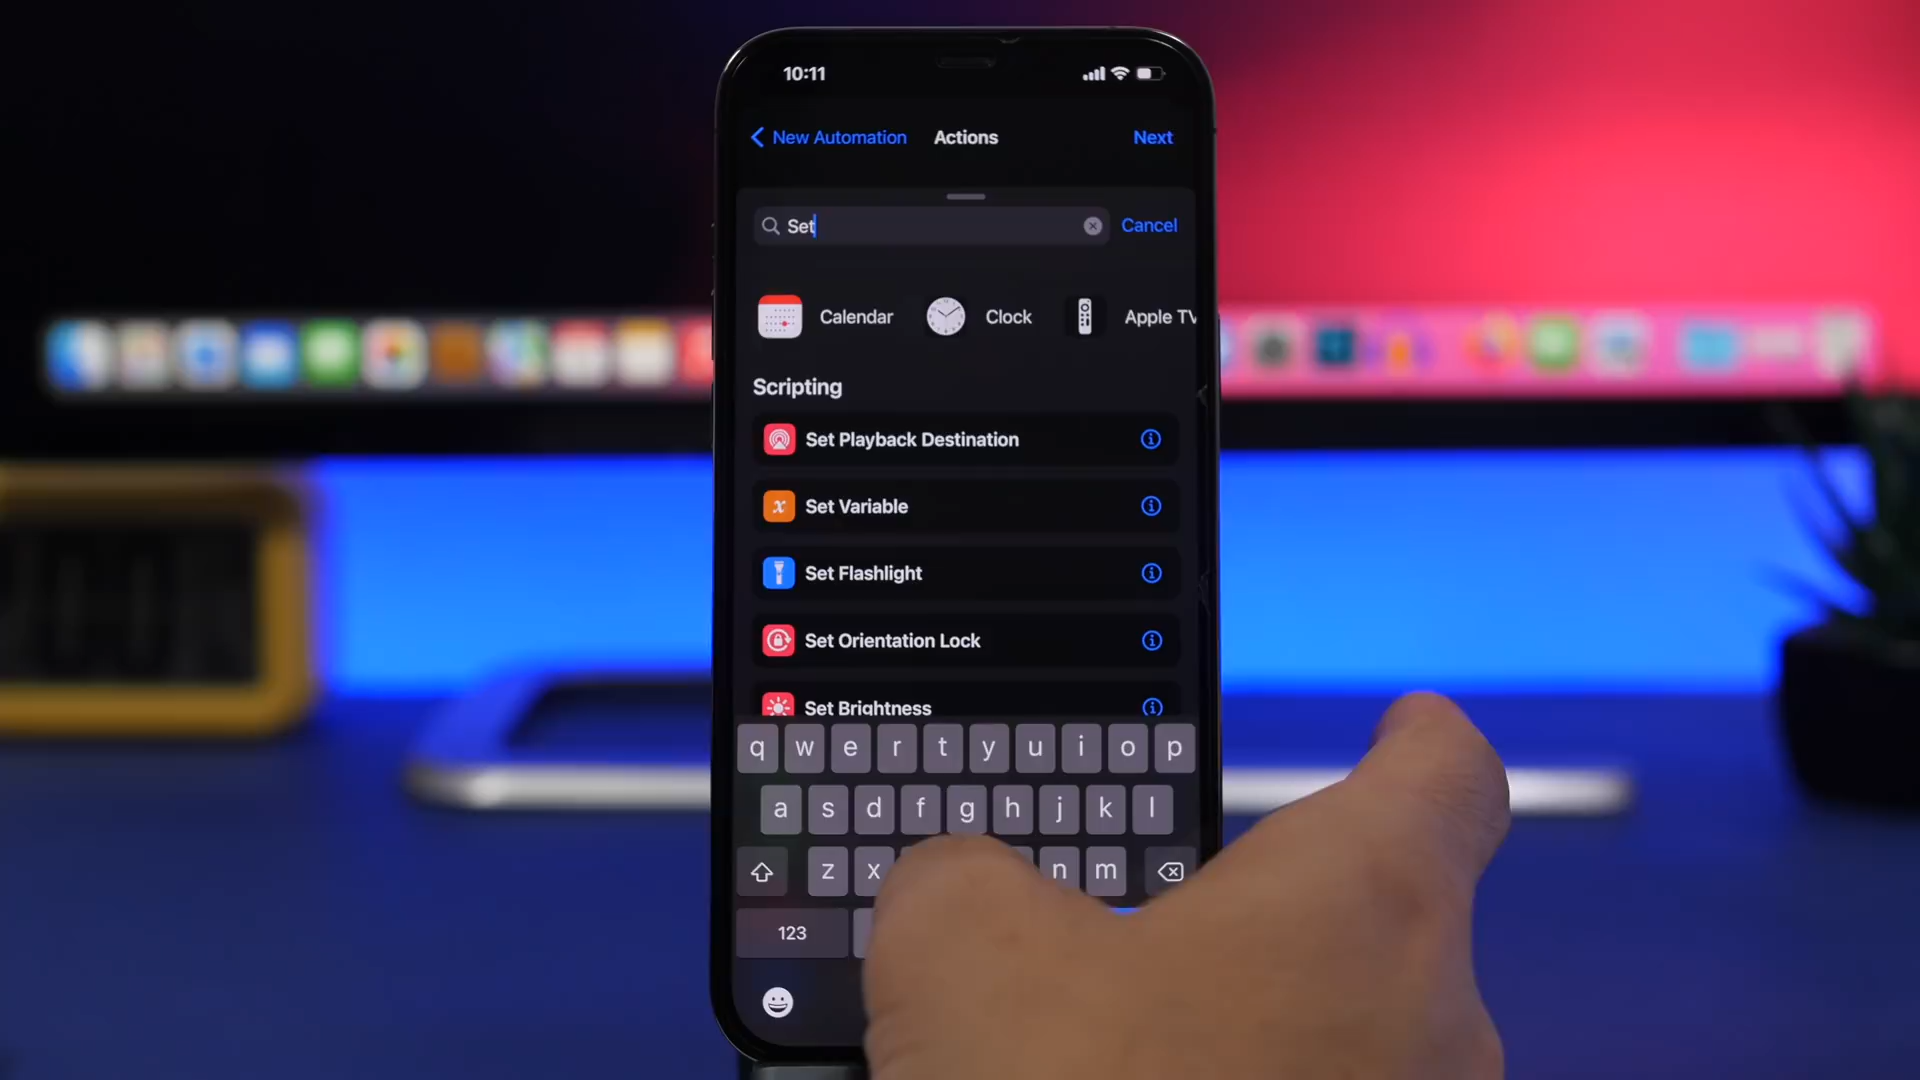 10:11
New Automation Actions Next
Set Cancel
Calendar Clock Apple TV
Scripting
Set Playback Destination
Set Variable
Set Flashlight
Set Orientation Lock
Set Brightness
q w e r t y u i o p
a s d f g h j k l
z x n m
123